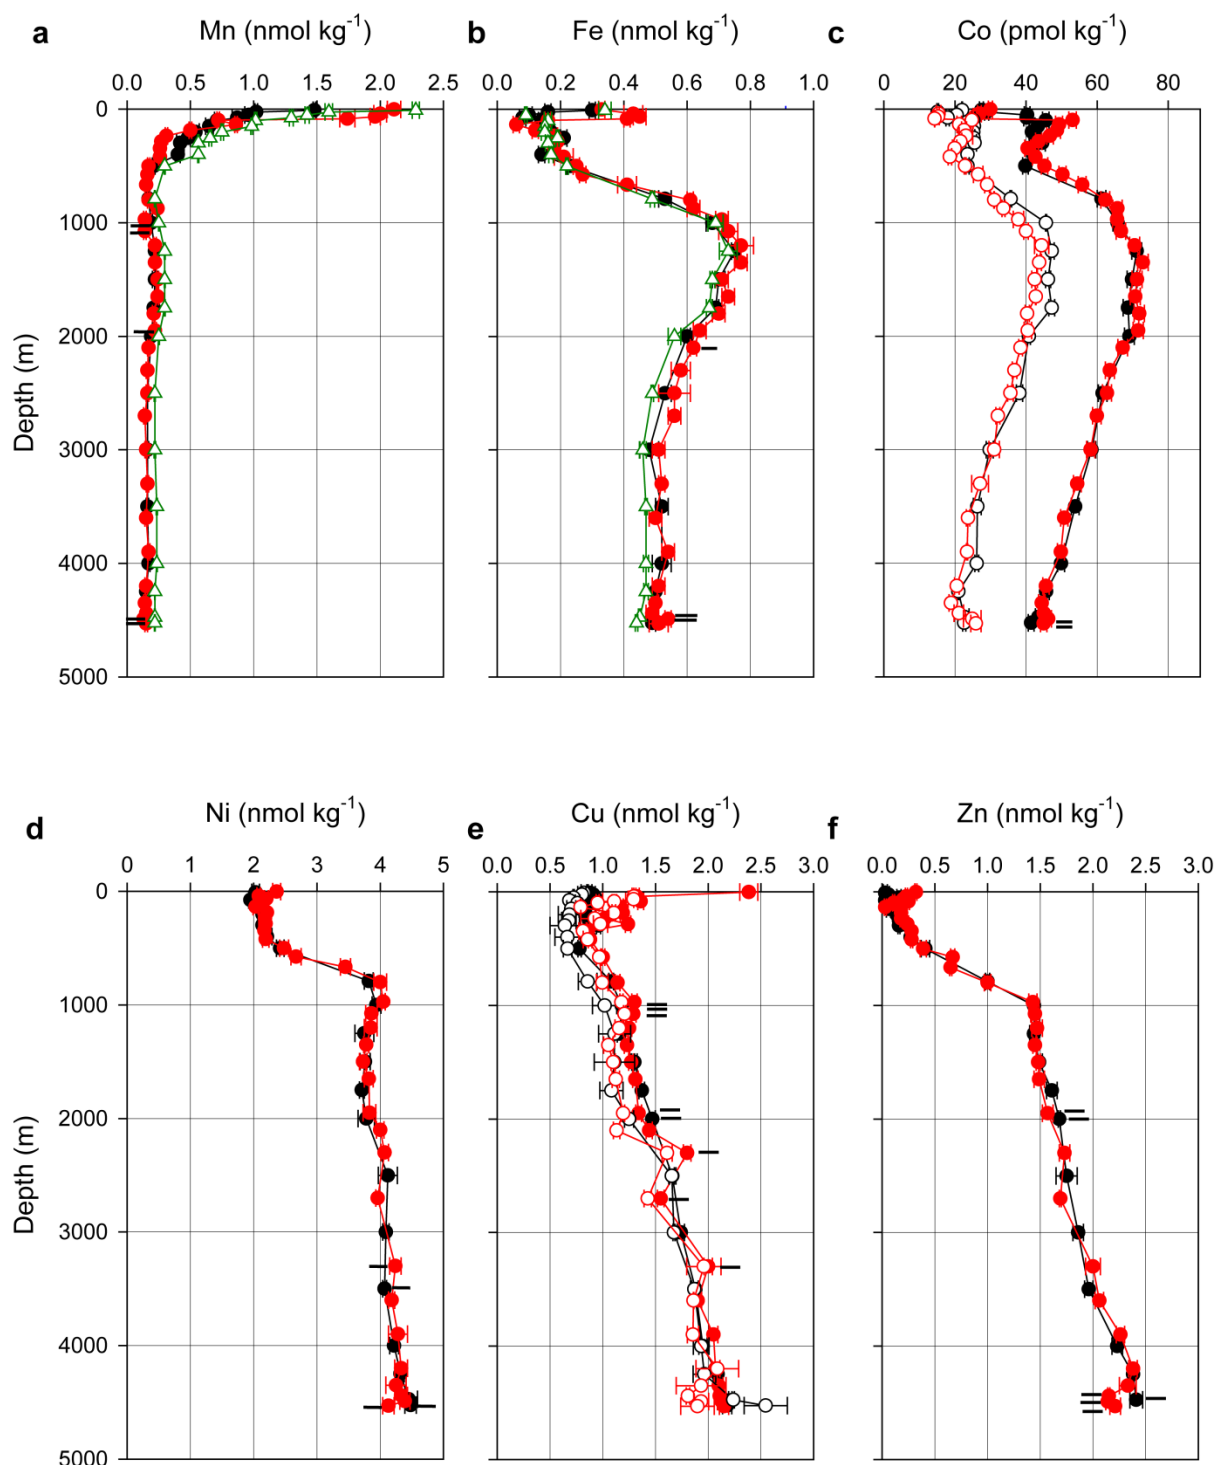 a Mn (nmol kg⁻¹) b Fe (nmol kg⁻¹) c Co (pmol kg⁻¹)
0.0 0.5 1.0 1.5 2.0 2.5 0.0 0.2 0.4 0.6 0.8 1.0 0 20 40 60 80
0
1000
2000
3000
4000
5000
Depth (m)
d Ni (nmol kg⁻¹) e Cu (nmol kg⁻¹) f Zn (nmol kg⁻¹)
0 1 2 3 4 5 0.0 0.5 1.0 1.5 2.0 2.5 3.0 0.0 0.5 1.0 1.5 2.0 2.5 3.0
0
1000
2000
3000
4000
5000
Depth (m)